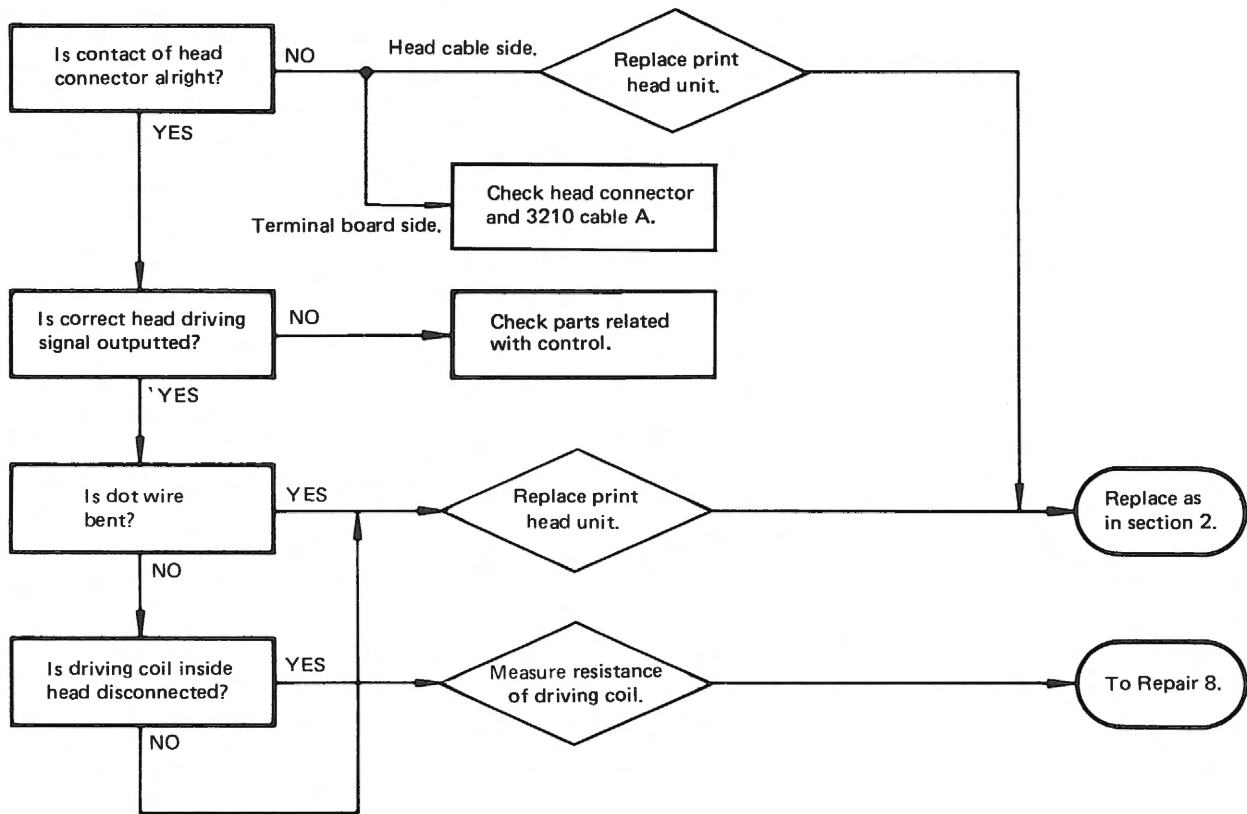 Is contact of head
connector alright?
NO
Head cable side.
Replace print
head unit.
YES
Check head connector
and 3210 cable A.
Terminal board side.
Is correct head driving
signal outputted?
NO
Check parts related
with control.
YES
Is dot wire
bent?
YES
Replace print
head unit.
Replace as
in section 2.
NO
Is driving coil inside
head disconnected?
YES
Measure resistance
of driving coil.
To Repair 8.
NO